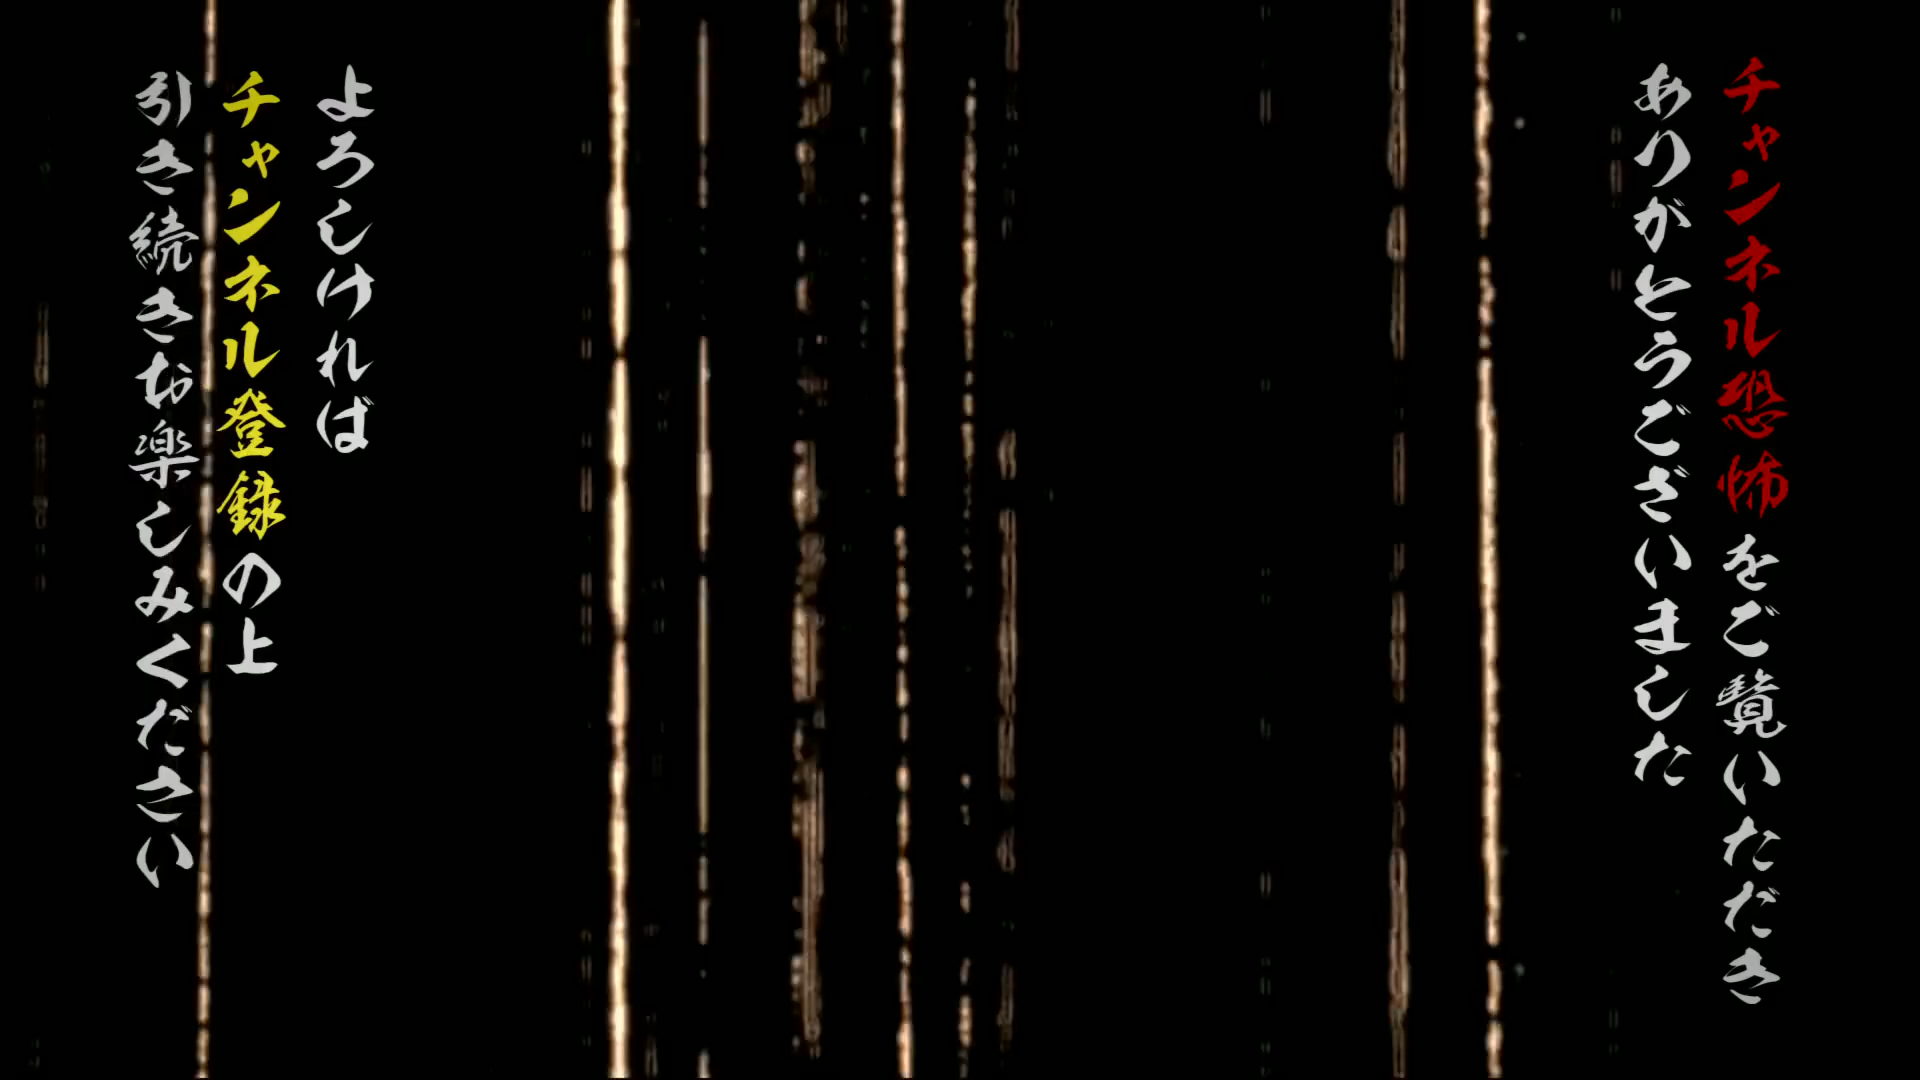 チャンネル恐怖をご覧いただき
ありがとうございました
よろしければ
チャンネル登録の上
引き続きお楽しみください